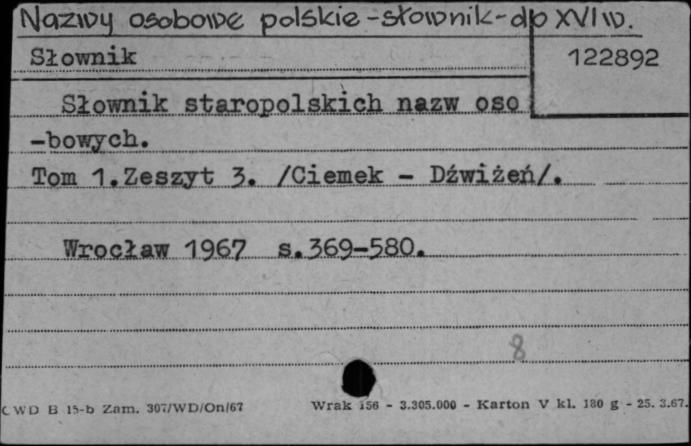 Nazwy osobowe polskie - słownik - do XVI w.
Słownik 122892
Słownik staropolskich nazw oso
-bowych.
Tom 1.Zeszyt 3. /Ciemek - Dźwiżeń/.
Wrocław 1967 s.369-580.
8
CWD B 15-b Zam. 307/WD/On/67 Wrak 156 - 3.305.000 - Karton V kl. 180 g - 25. 3.67.